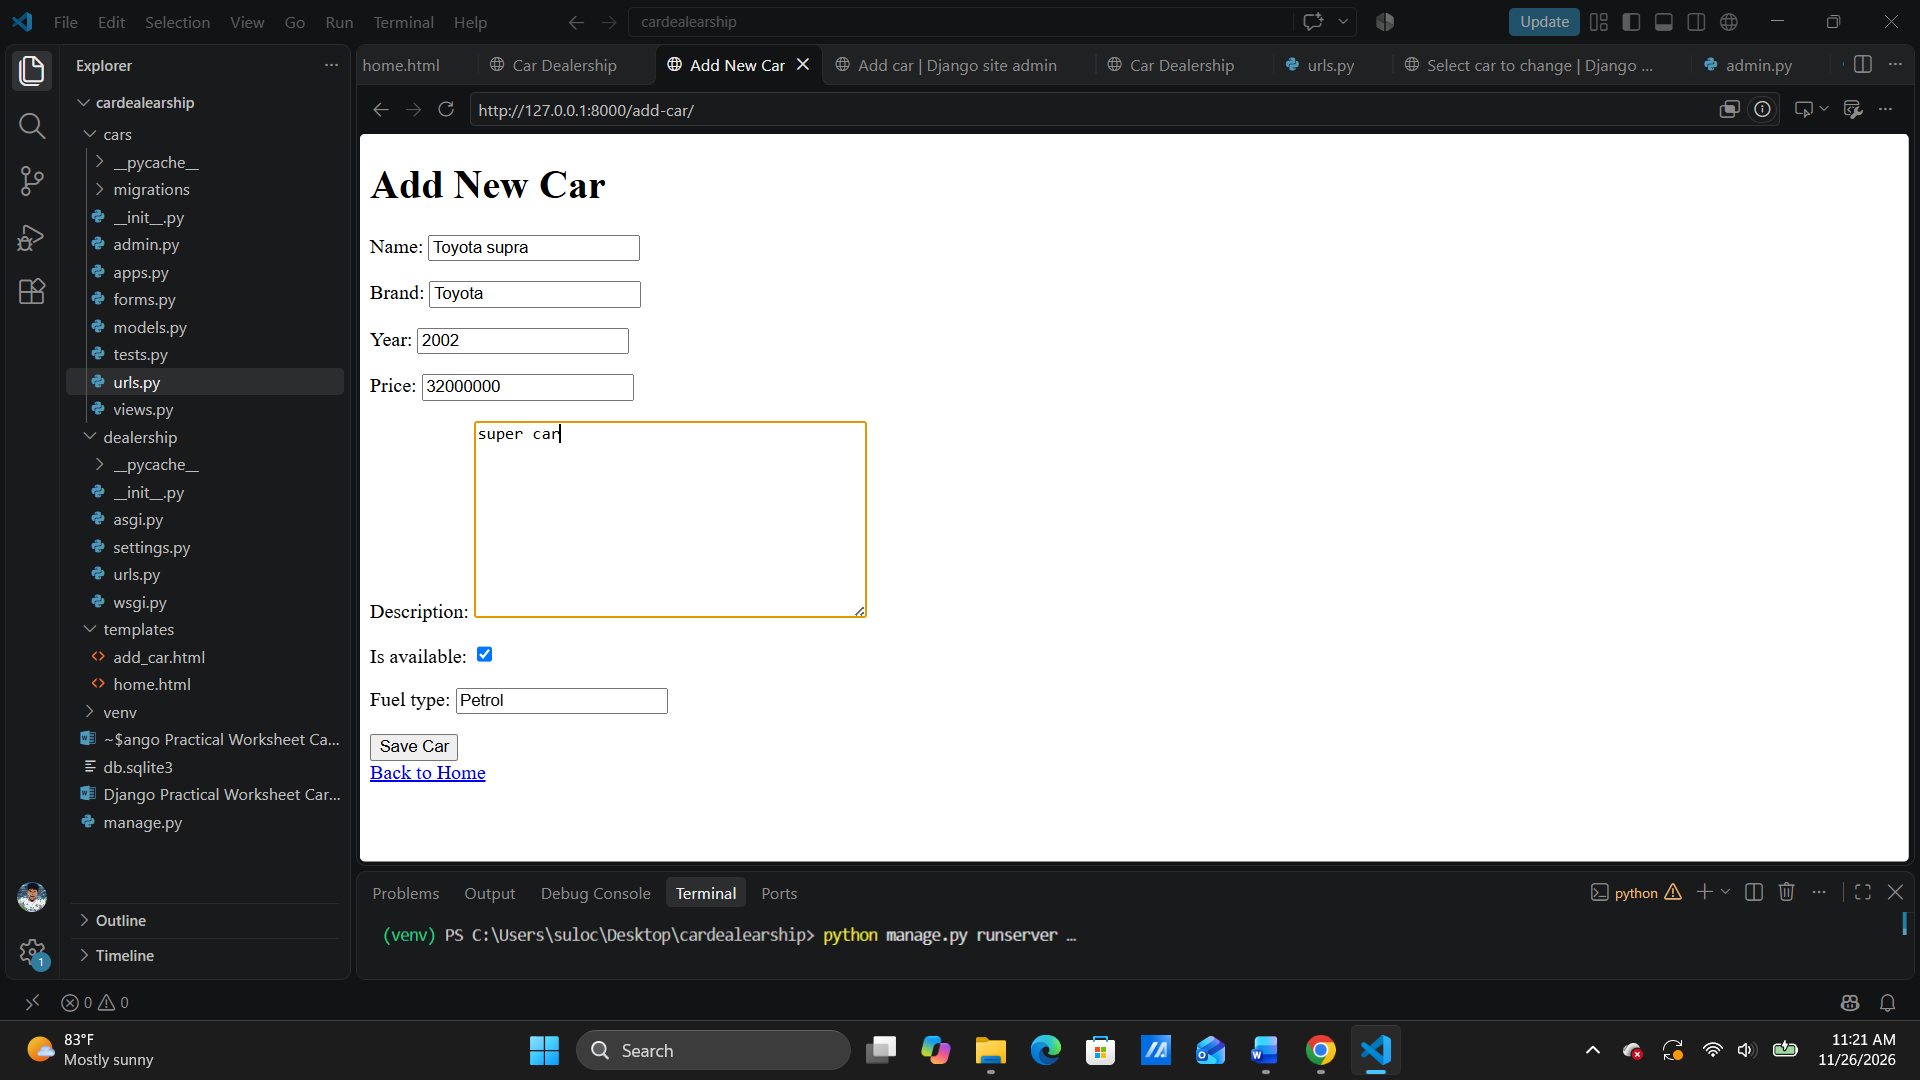 File Edit Selection View Go Run Terminal Help
cardealearship
Update
Explorer
cardealearship
cars
__pycache__
migrations
__init__.py
admin.py
apps.py
forms.py
models.py
tests.py
urls.py
views.py
dealership
__pycache__
__init__.py
asgi.py
settings.py
urls.py
wsgi.py
templates
add_car.html
home.html
venv
~$ango Practical Worksheet Ca...
db.sqlite3
Django Practical Worksheet Car...
manage.py
Outline
Timeline
1
home.html
Car Dealership
Add New Car
Add car | Django site admin
Car Dealership
urls.py
Select car to change | Django ...
admin.py
http://127.0.0.1:8000/add-car/
Add New Car
Name: Toyota supra
Brand: Toyota
Year: 2002
Price: 32000000
super car
Description:
Is available:
Fuel type: Petrol
Save Car
Back to Home
Problems Output Debug Console Terminal Ports
python
(venv) PS C:\Users\suloc\Desktop\cardealearship> python manage.py runserver …
0 0
83°F
Mostly sunny
Search
11:21 AM
11/26/2026